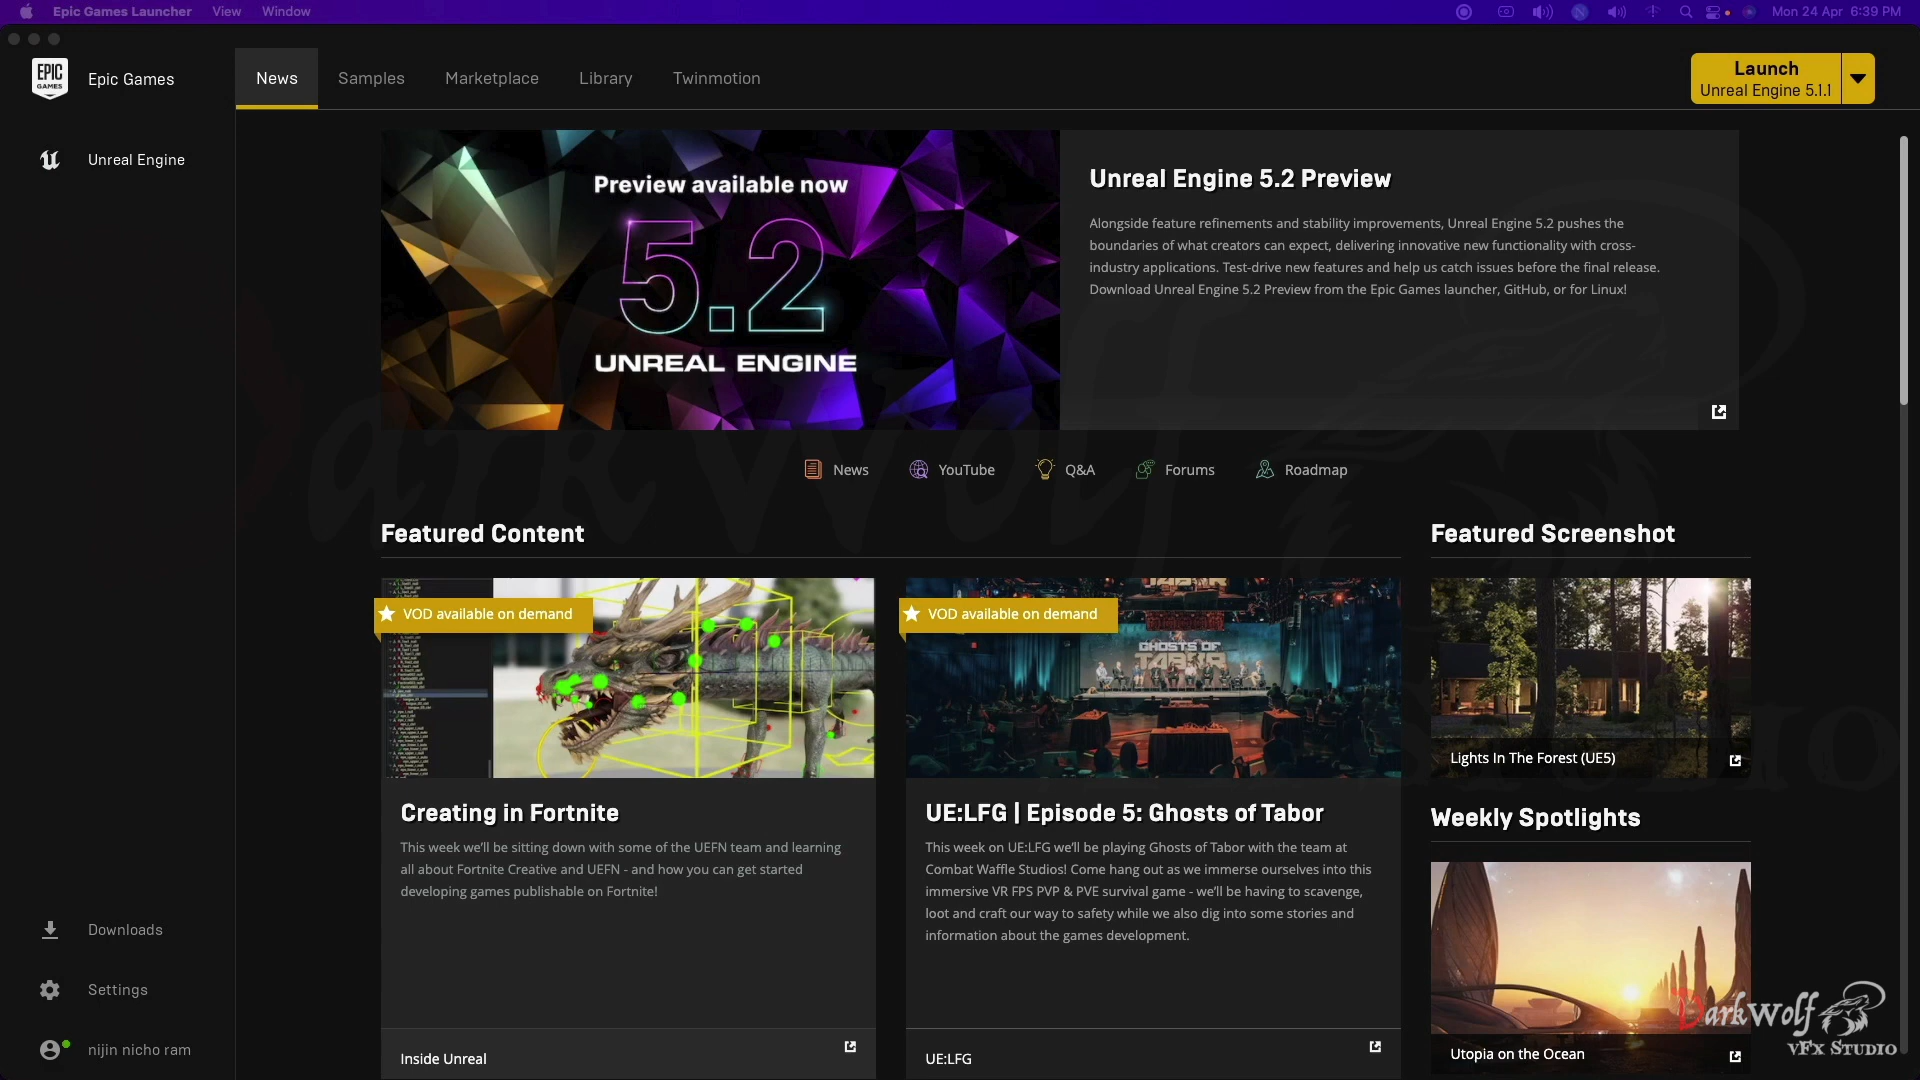 Epic Games Launcher View Window
Mon 24 Apr 6:39 PM
EPIC
GAMES
Epic Games
News Samples Marketplace Library Twinmotion
Launch
Unreal Engine 5.1.1
Unreal Engine
Preview available now
5.2
UNREAL ENGINE
Unreal Engine 5.2 Preview
Alongside feature refinements and stability improvements, Unreal Engine 5.2 pushes the
boundaries of what creators can expect, delivering innovative new functionality with cross-
industry applications. Test-drive new features and help us catch issues before the final release.
Download Unreal Engine 5.2 Preview from the Epic Games launcher, GitHub, or for Linux!
News YouTube Q&A Forums Roadmap
Featured Content
VOD available on demand
Creating in Fortnite
This week we'll be sitting down with some of the UEFN team and learning
all about Fortnite Creative and UEFN - and how you can get started
developing games publishable on Fortnite!
Inside Unreal
VOD available on demand
GHOSTS OF
TABOR
UE:LFG | Episode 5: Ghosts of Tabor
This week on UE:LFG we'll be playing Ghosts of Tabor with the team at
Combat Waffle Studios! Come hang out as we immerse ourselves into this
immersive VR FPS PVP & PVE survival game - we'll be having to scavenge,
loot and craft our way to safety while we also dig into some stories and
information about the games development.
UE:LFG
Featured Screenshot
Lights In The Forest (UE5)
Weekly Spotlights
Utopia on the Ocean
Downloads
Settings
nijin nicho ram
DarkWolf
vFx Studio